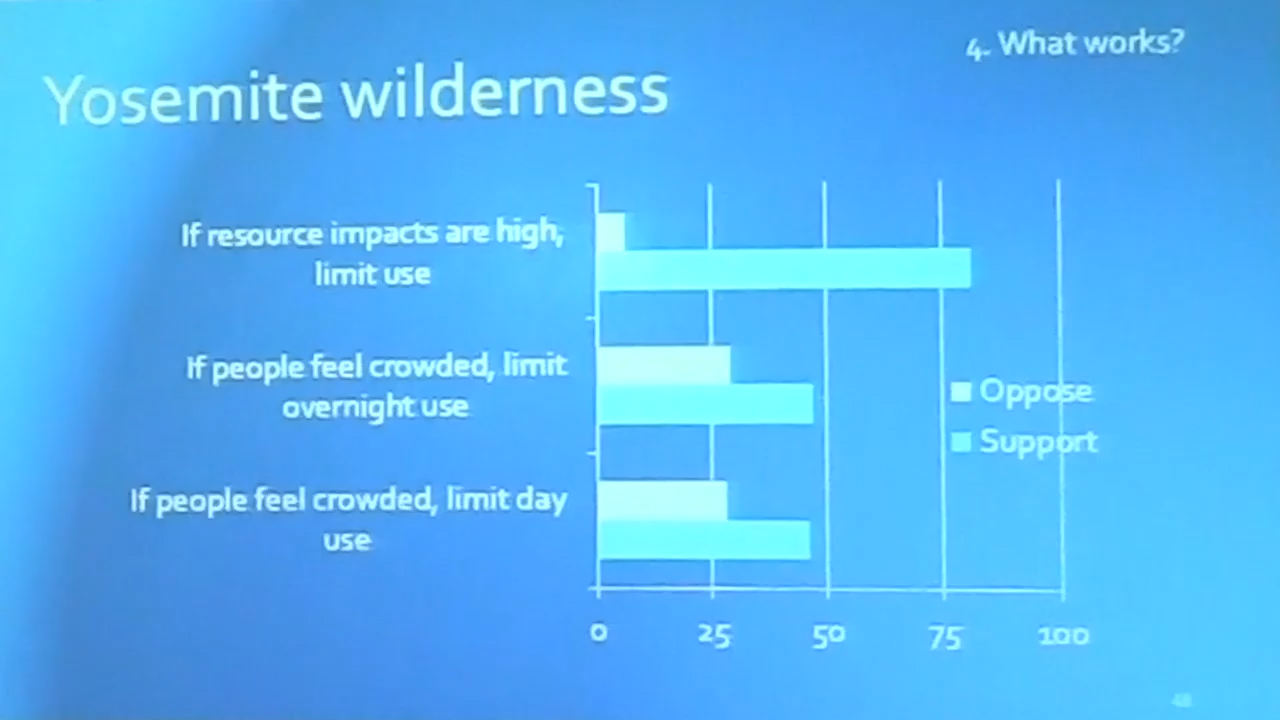 4. What works?
Yosemite wilderness
If resource impacts are high,
limit use
If people feel crowded, limit
overnight use
If people feel crowded, limit day
use
Oppose
Support
0 25 50 75 100
48